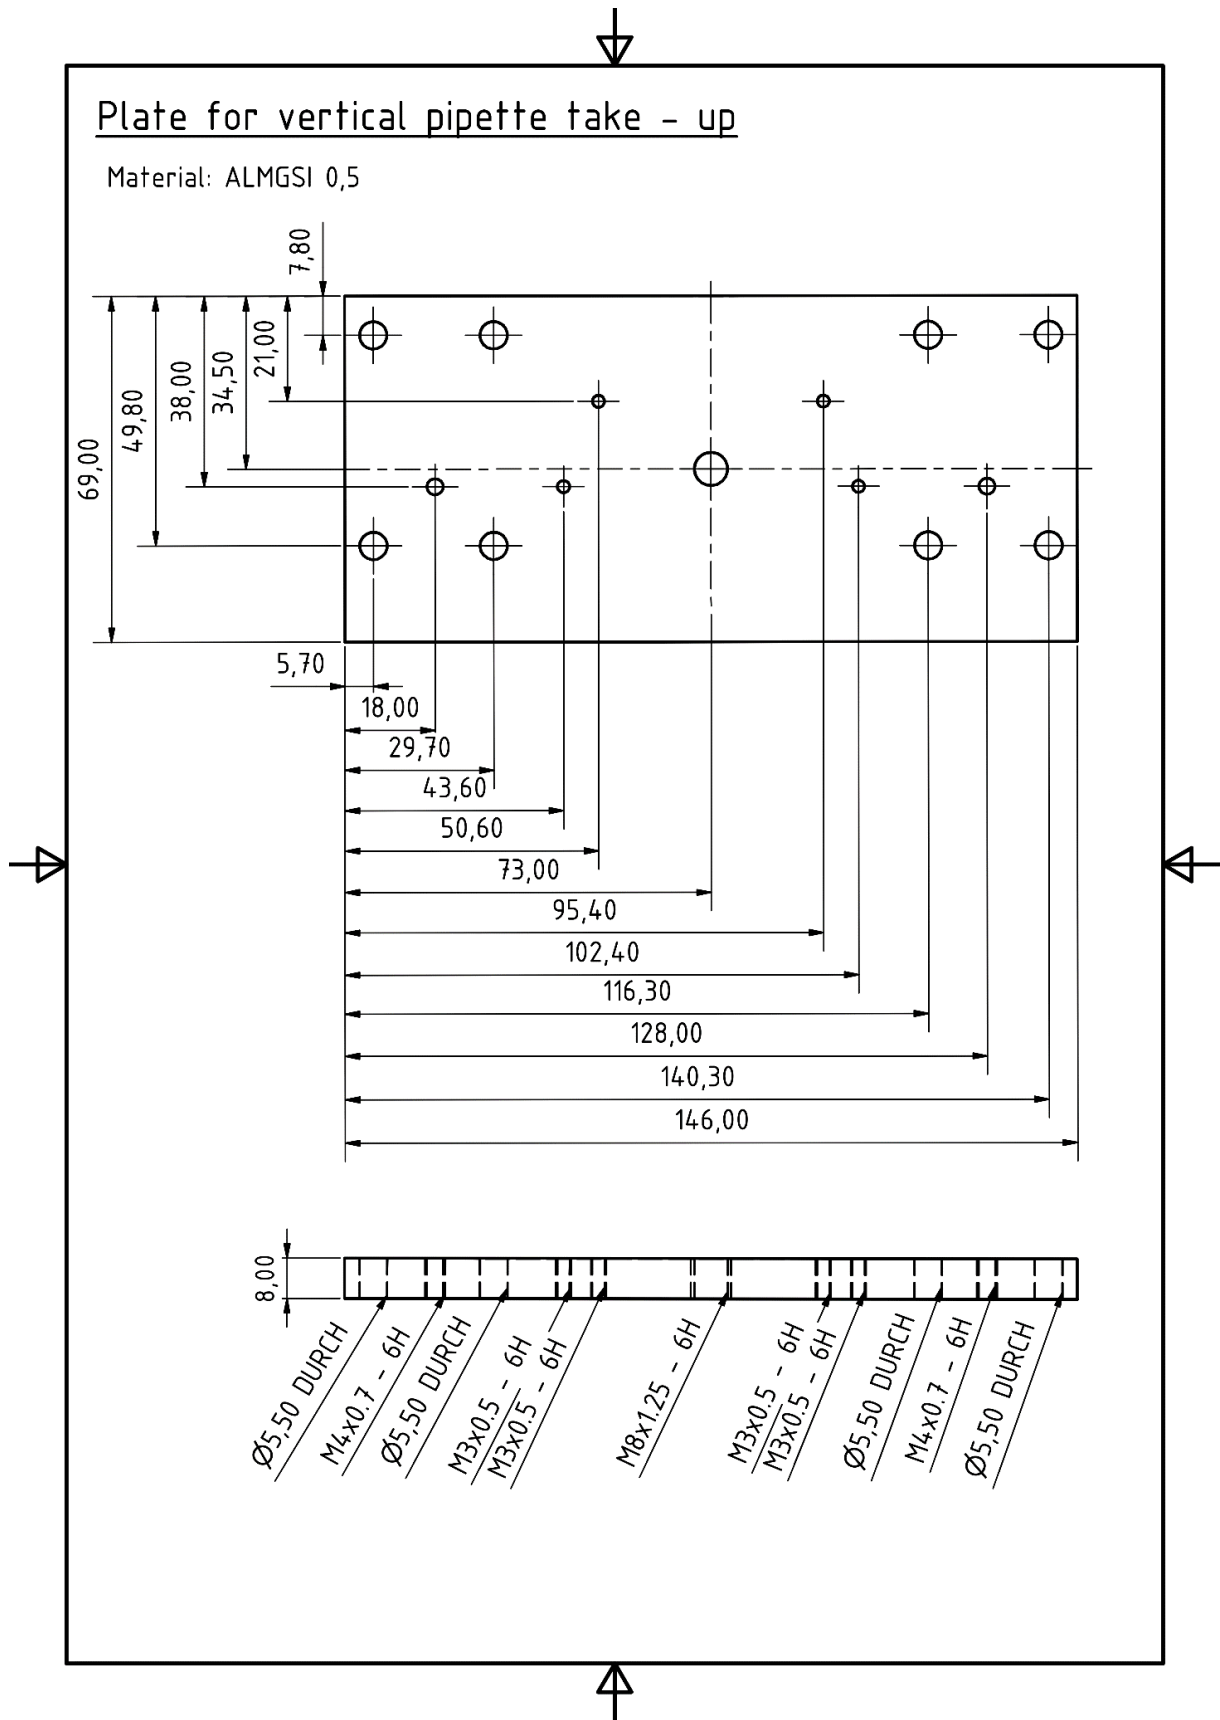 Plate for vertical pipette take - up
Material: ALMGSI 0,5
7,80
21,00
34,50
38,00
49,80
69,00
5,70
18,00
29,70
43,60
50,60
73,00
95,40
102,40
116,30
128,00
140,30
146,00
8,00
Ø5,50 DURCH
M4x0.7 - 6H
Ø5,50 DURCH
M3x0.5 - 6H
M3x0.5 - 6H
M8x1.25 - 6H
M3x0.5 - 6H
M3x0.5 - 6H
Ø5,50 DURCH
M4x0.7 - 6H
Ø5,50 DURCH